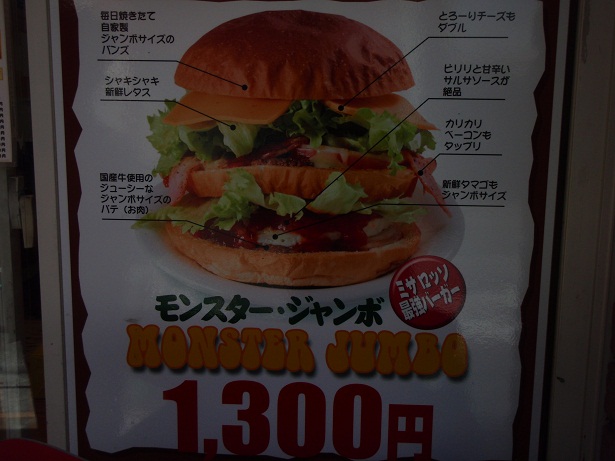 毎日焼きたて
自家製
ジャンボサイズの
バンズ
シャキシャキ
新鮮レタス
国産牛使用の
ジューシーな
ジャンボサイズの
パテ（お肉）
とろーりチーズも
ダブル
ピリリと甘辛い
サルサソースが
絶品
カリカリ
ベーコンも
タップリ
新鮮タマゴも
ジャンボサイズ
ミサ ロッソ
最強バーガー
モンスター・ジャンボ
MONSTER JUMBO
1,300円